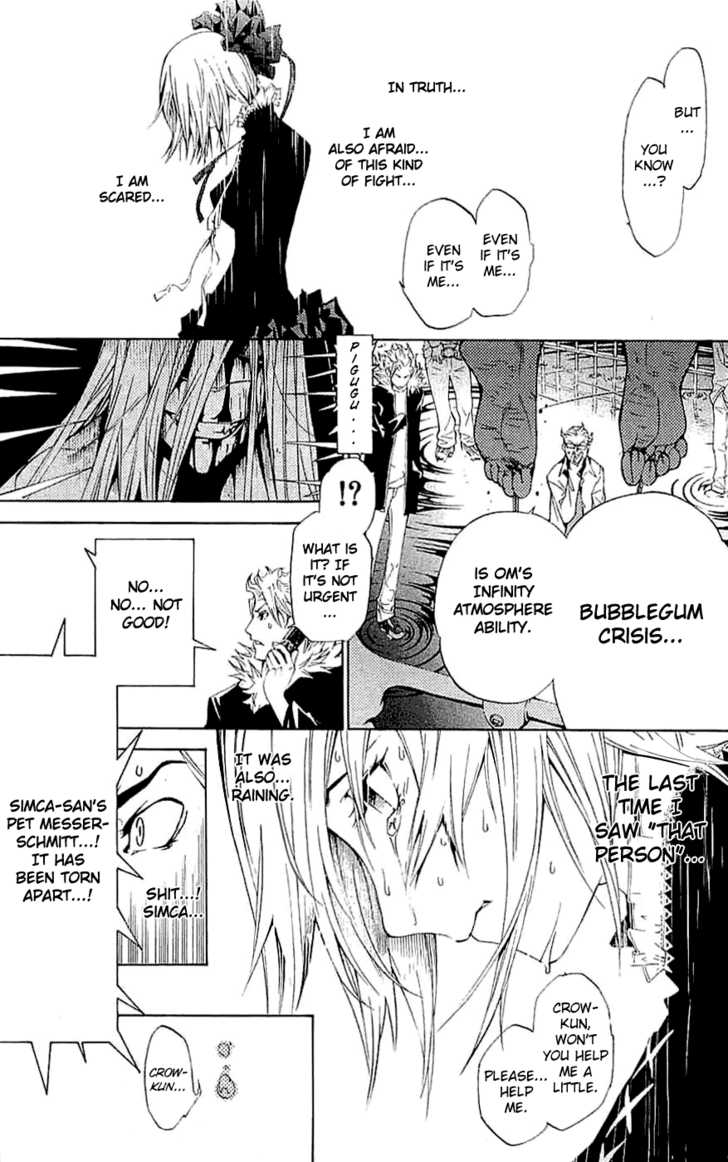 BUT
...
YOU
KNOW
...?
IN TRUTH...
I AM
ALSO AFRAID...
OF THIS KIND
OF FIGHT...
I AM
SCARED...
EVEN
IF IT'S
ME...
EVEN
IF IT'S
ME...
BUBBLEGUM
CRISIS...
IS OM'S
INFINITY
ATMOSPHERE
ABILITY.
PIGUGU...
!?
WHAT IS
IT? IF
IT'S NOT
URGENT
...
NO...
NO... NOT
GOOD!
SIMCA-SAN'S
PET MESSER-
SCHMITT...!
IT HAS
BEEN TORN
APART...!
THE LAST
TIME I
SAW "THAT
PERSON"...
IT WAS
ALSO...
RAINING.
SHIT...!
SIMCA...
CROW-
KUN,
WON'T
YOU HELP
ME A
LITTLE.
PLEASE...
HELP
ME.
CROW-
KUN...